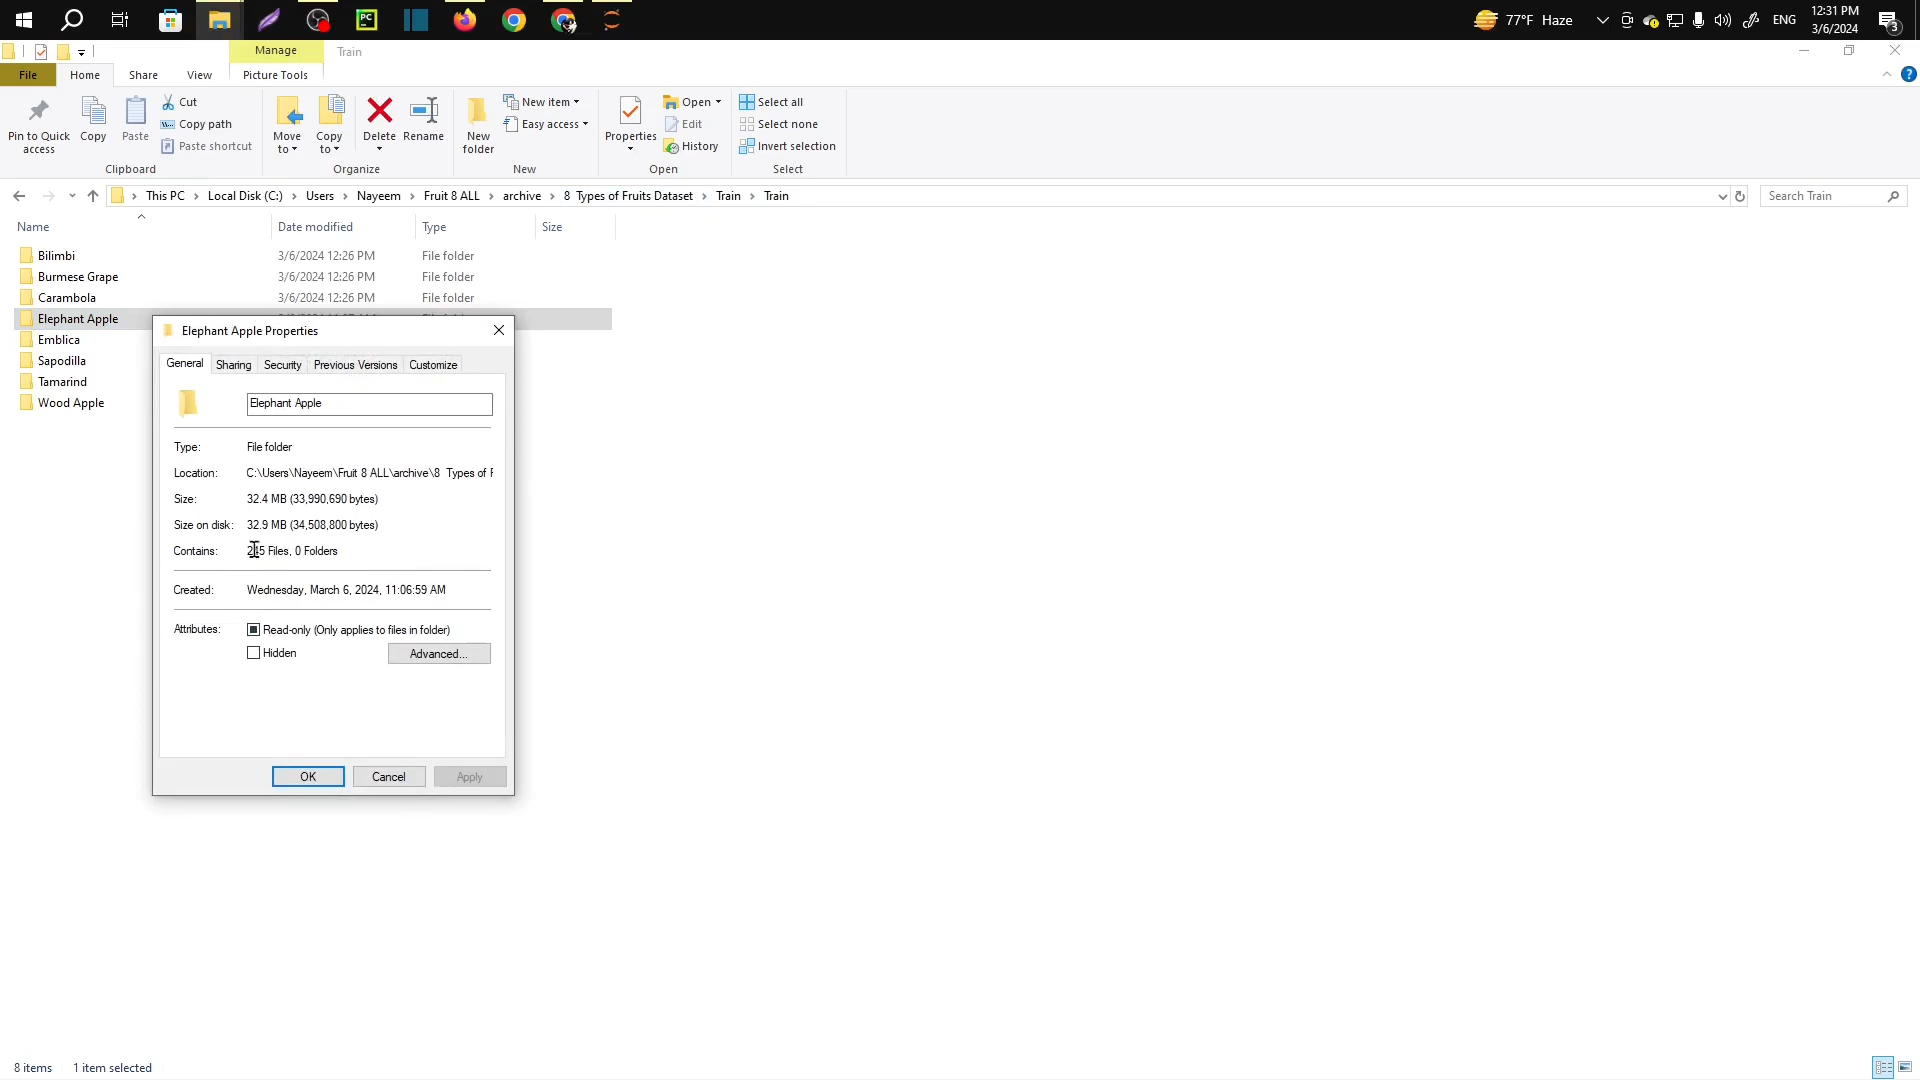 77°F Haze
ENG
12:31 PM
3/6/2024
3
Manage
Train
File
Home
Share
View
Picture Tools
Pin to Quick access
Copy
Paste
Cut
Copy path
Paste shortcut
Clipboard
Move to
Copy to
Delete
Rename
Organize
New folder
New item
Easy access
New
Properties
Open
Edit
History
Open
Select all
Select none
Invert selection
Select
This PC > Local Disk (C:) > Users > Nayeem > Fruit 8 ALL > archive > 8 Types of Fruits Dataset > Train > Train
Search Train
Name Date modified Type Size
Bilimbi 3/6/2024 12:26 PM File folder
Burmese Grape 3/6/2024 12:26 PM File folder
Carambola 3/6/2024 12:26 PM File folder
Elephant Apple
Emblica
Sapodilla
Tamarind
Wood Apple
Elephant Apple Properties
General Sharing Security Previous Versions Customize
Elephant Apple
Type: File folder
Location: C:\Users\Nayeem\Fruit 8 ALL\archive\8 Types of F
Size: 32.4 MB (33,990,690 bytes)
Size on disk: 32.9 MB (34,508,800 bytes)
Contains: Files, 0 Folders
Created: Wednesday, March 6, 2024, 11:06:59 AM
Attributes: Read-only (Only applies to files in folder)
Hidden
Advanced...
OK Cancel Apply
8 items 1 item selected